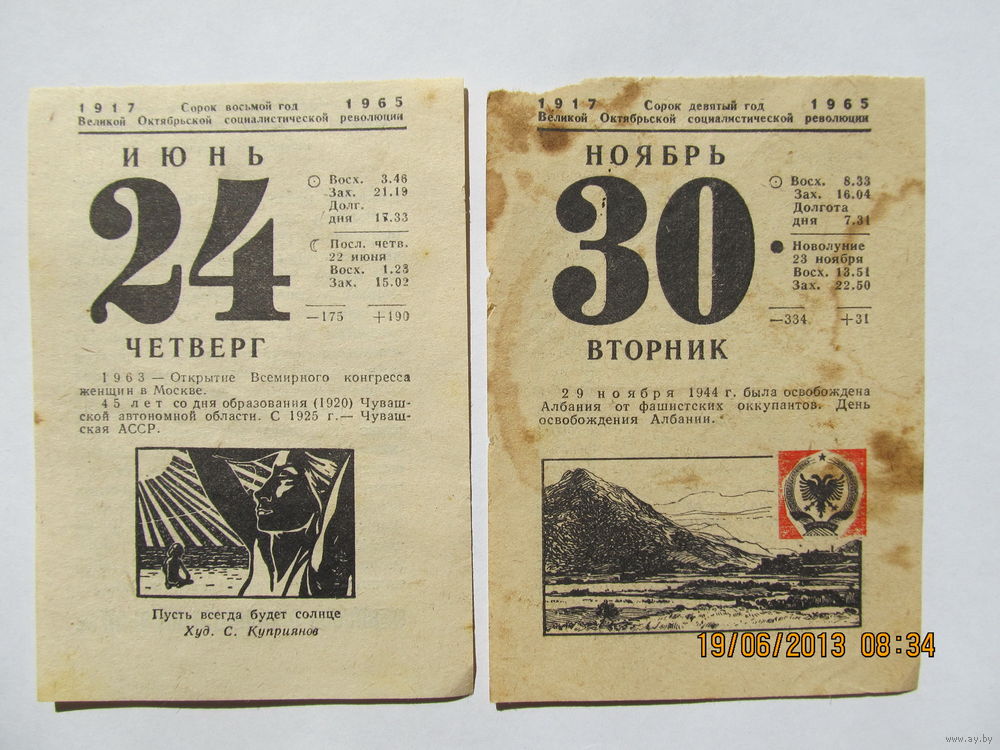 1917 Сорок восьмой год 1965
Великой Октябрьской социалистической революции
ИЮНЬ
24
Восх. 3.46
Зах. 21.19
Долг.
дня 17.33
Посл. четв.
22 июня
Восх. 1.23
Зах. 15.02
—175 +190
ЧЕТВЕРГ
1963 — Открытие Всемирного конгресса
женщин в Москве.
45 лет со дня образования (1920) Чуваш-
ской автономной области. С 1925 г.— Чуваш-
ская АССР.
Пусть всегда будет солнце
Худ. С. Куприянов
1917 Сорок девятый год 1965
Великой Октябрьской социалистической революции
НОЯБРЬ
30
Восх. 8.33
Зах. 16.04
Долгота
дня 7.31
Новолуние
23 ноября
Восх. 13.51
Зах. 22.50
—334 +31
ВТОРНИК
29 ноября 1944 г. была освобождена
Албания от фашистских оккупантов. День
освобождения Албании.
19/06/2013 08:34
www.ay.by